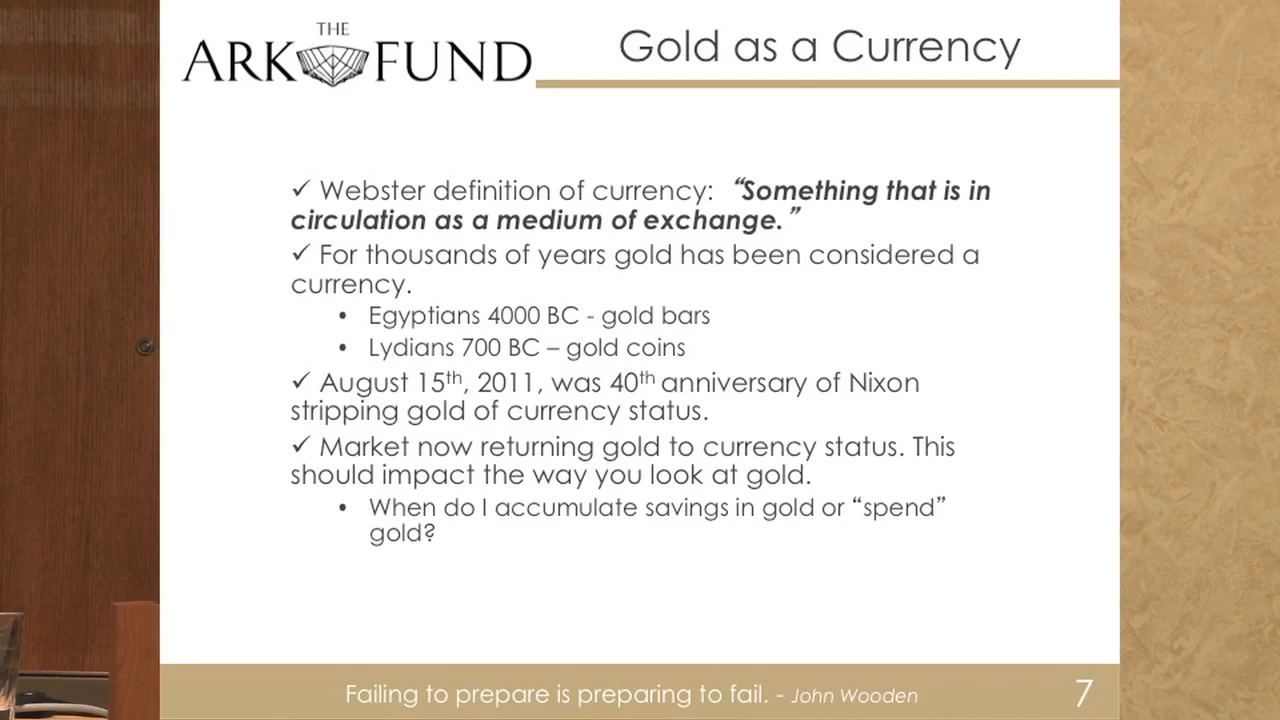 THE
ARK FUND
Gold as a Currency
✓ Webster definition of currency: “Something that is in
circulation as a medium of exchange.”
✓ For thousands of years gold has been considered a
currency.
• Egyptians 4000 BC - gold bars
• Lydians 700 BC – gold coins
✓ August 15th, 2011, was 40th anniversary of Nixon
stripping gold of currency status.
✓ Market now returning gold to currency status. This
should impact the way you look at gold.
• When do I accumulate savings in gold or “spend”
gold?
Failing to prepare is preparing to fail. - John Wooden
7